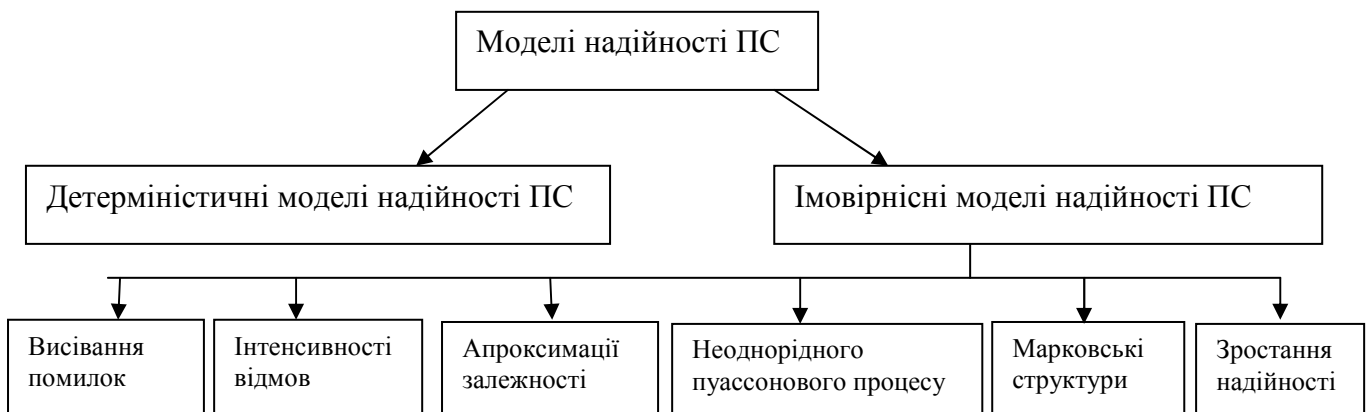 Моделі надійності ПС
Детерміністичні моделі надійності ПС
Імовірнісні моделі надійності ПС
Висівання
помилок
Інтенсивності
відмов
Апроксимації
залежності
Неоднорідного
пуассонового процесу
Марковські
структури
Зростання
надійності